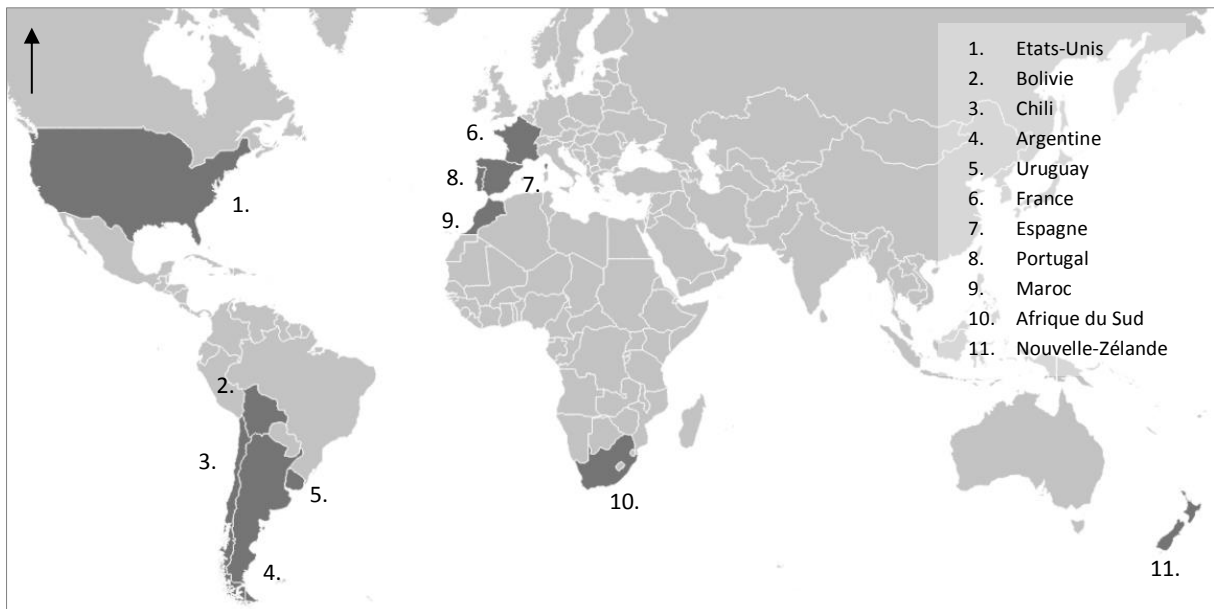 1. Etats-Unis
2. Bolivie
3. Chili
4. Argentine
5. Uruguay
6. France
7. Espagne
8. Portugal
9. Maroc
10. Afrique du Sud
11. Nouvelle-Zélande
6.
8.
7.
1.
9.
2.
3.
5.
10.
4.
11.